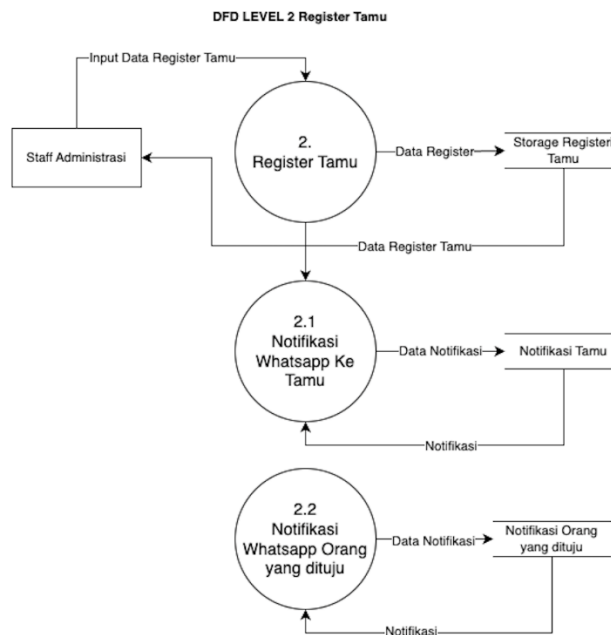 DFD LEVEL 2 Register Tamu
Input Data Register Tamu
Staff Administrasi
2.
Register Tamu
Data Register
Storage Registeri
Tamu
Data Register Tamu
2.1
Notifikasi
Whatsapp Ke
Tamu
Data Notifikasi
Notifikasi Tamu
Notifikasi
2.2
Notifikasi
Whatsapp Orang
yang dituju
Data Notifikasi
Notifikasi Orang
yang dituju
Notifikasi